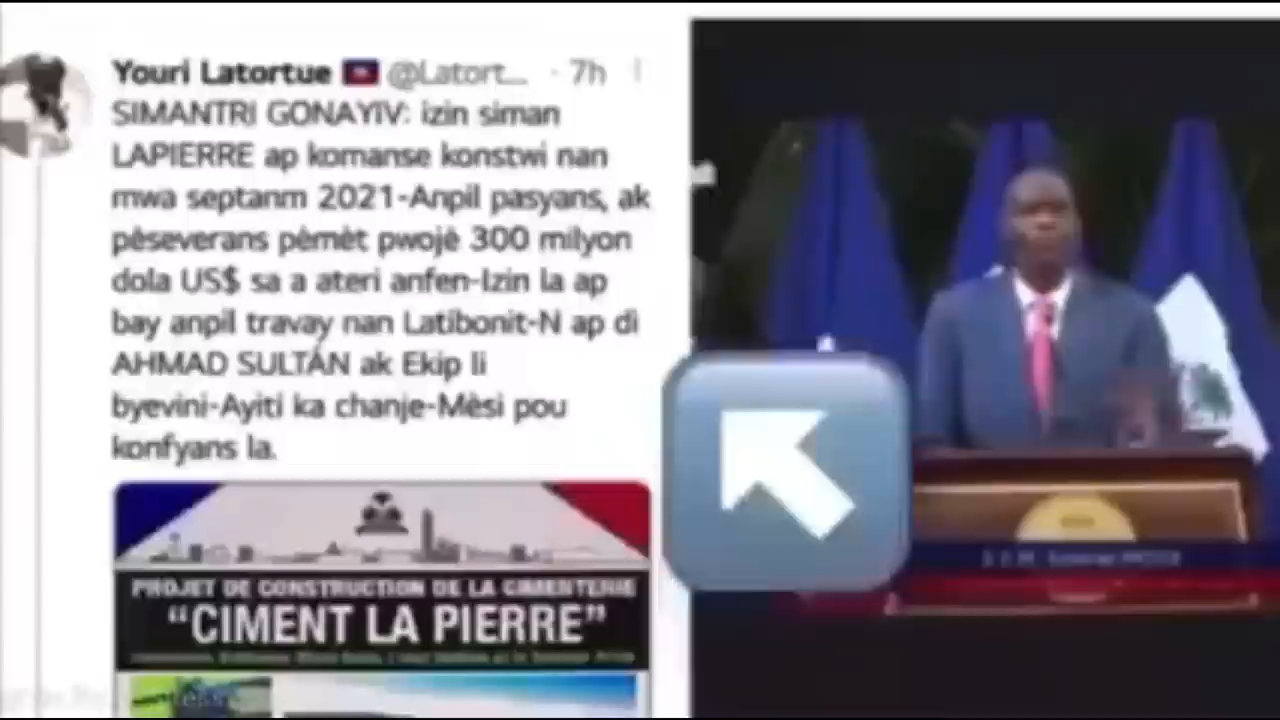 Youri Latortue @Latort... · 7h
SIMANTRI GONAYIV: izin siman
LAPIERRE ap komanse konstwi nan
mwa septanm 2021-Anpil pasyans, ak
pèseverans pèmèt pwojè 300 milyon
dola US$ sa a ateri anfen-Izin la ap
bay anpil travay nan Latibonit-N ap di
AHMAD SULTAN ak Ekip li
byevini-Ayiti ka chanje-Mèsi pou
konfyans la.
PROJET DE CONSTRUCTION DE LA CIMENTERIE
“CIMENT LA PIERRE”